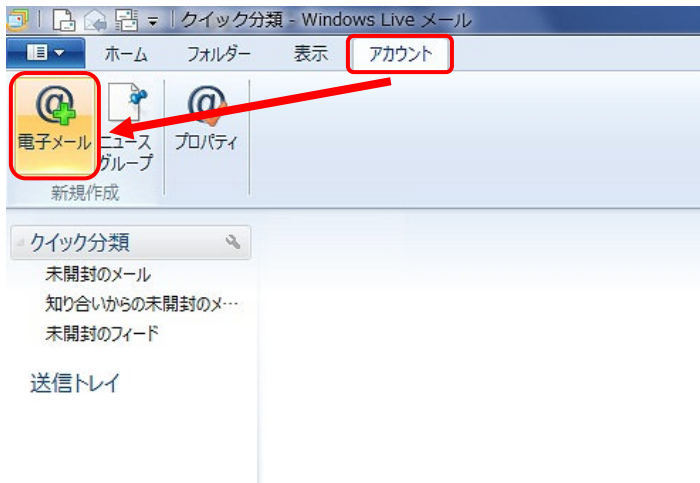 クイック分類 - Windows Live メール
ホーム フォルダー 表示 アカウント
電子メール ニュースグループ プロパティ
新規作成
クイック分類
未開封のメール
知り合いからの未開封のメ…
未開封のフィード
送信トレイ